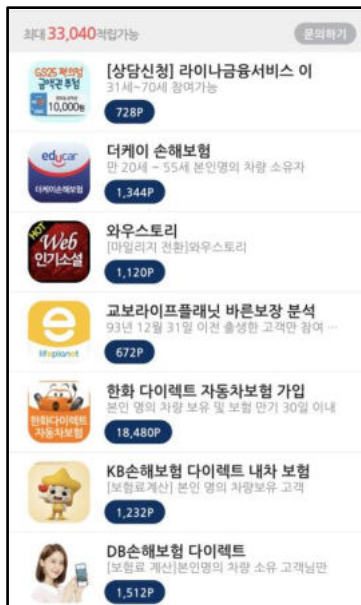 최대 33,040적립가능
문의하기
GS25 편의점
금액권 추첨
10,000원
[상담신청] 라이나금융서비스 이
31세~70세 참여가능
728P
educar
더케이손해보험
더케이 손해보험
만 20세 ~ 55세 본인명의 차량 소유자
1,344P
HOT
Web
인기소설
와우스토리
[마일리지 전환]와우스토리
1,120P
lifeplanet
교보라이프플래닛 바른보장 분석
93년 12월 31일 이전 출생한 고객만 참여 ...
672P
한화다이렉트
자동차보험
한화 다이렉트 자동차보험 가입
본인 명의 차량 보유 및 보험 만기 30일 이내
18,480P
KB손해보험 다이렉트 내차 보험
[보험료계산] 본인 명의 차량보유 고객
1,232P
DB손해보험 다이렉트
[보험료 계산]본인명의 차량 소유 고객님만
1,512P